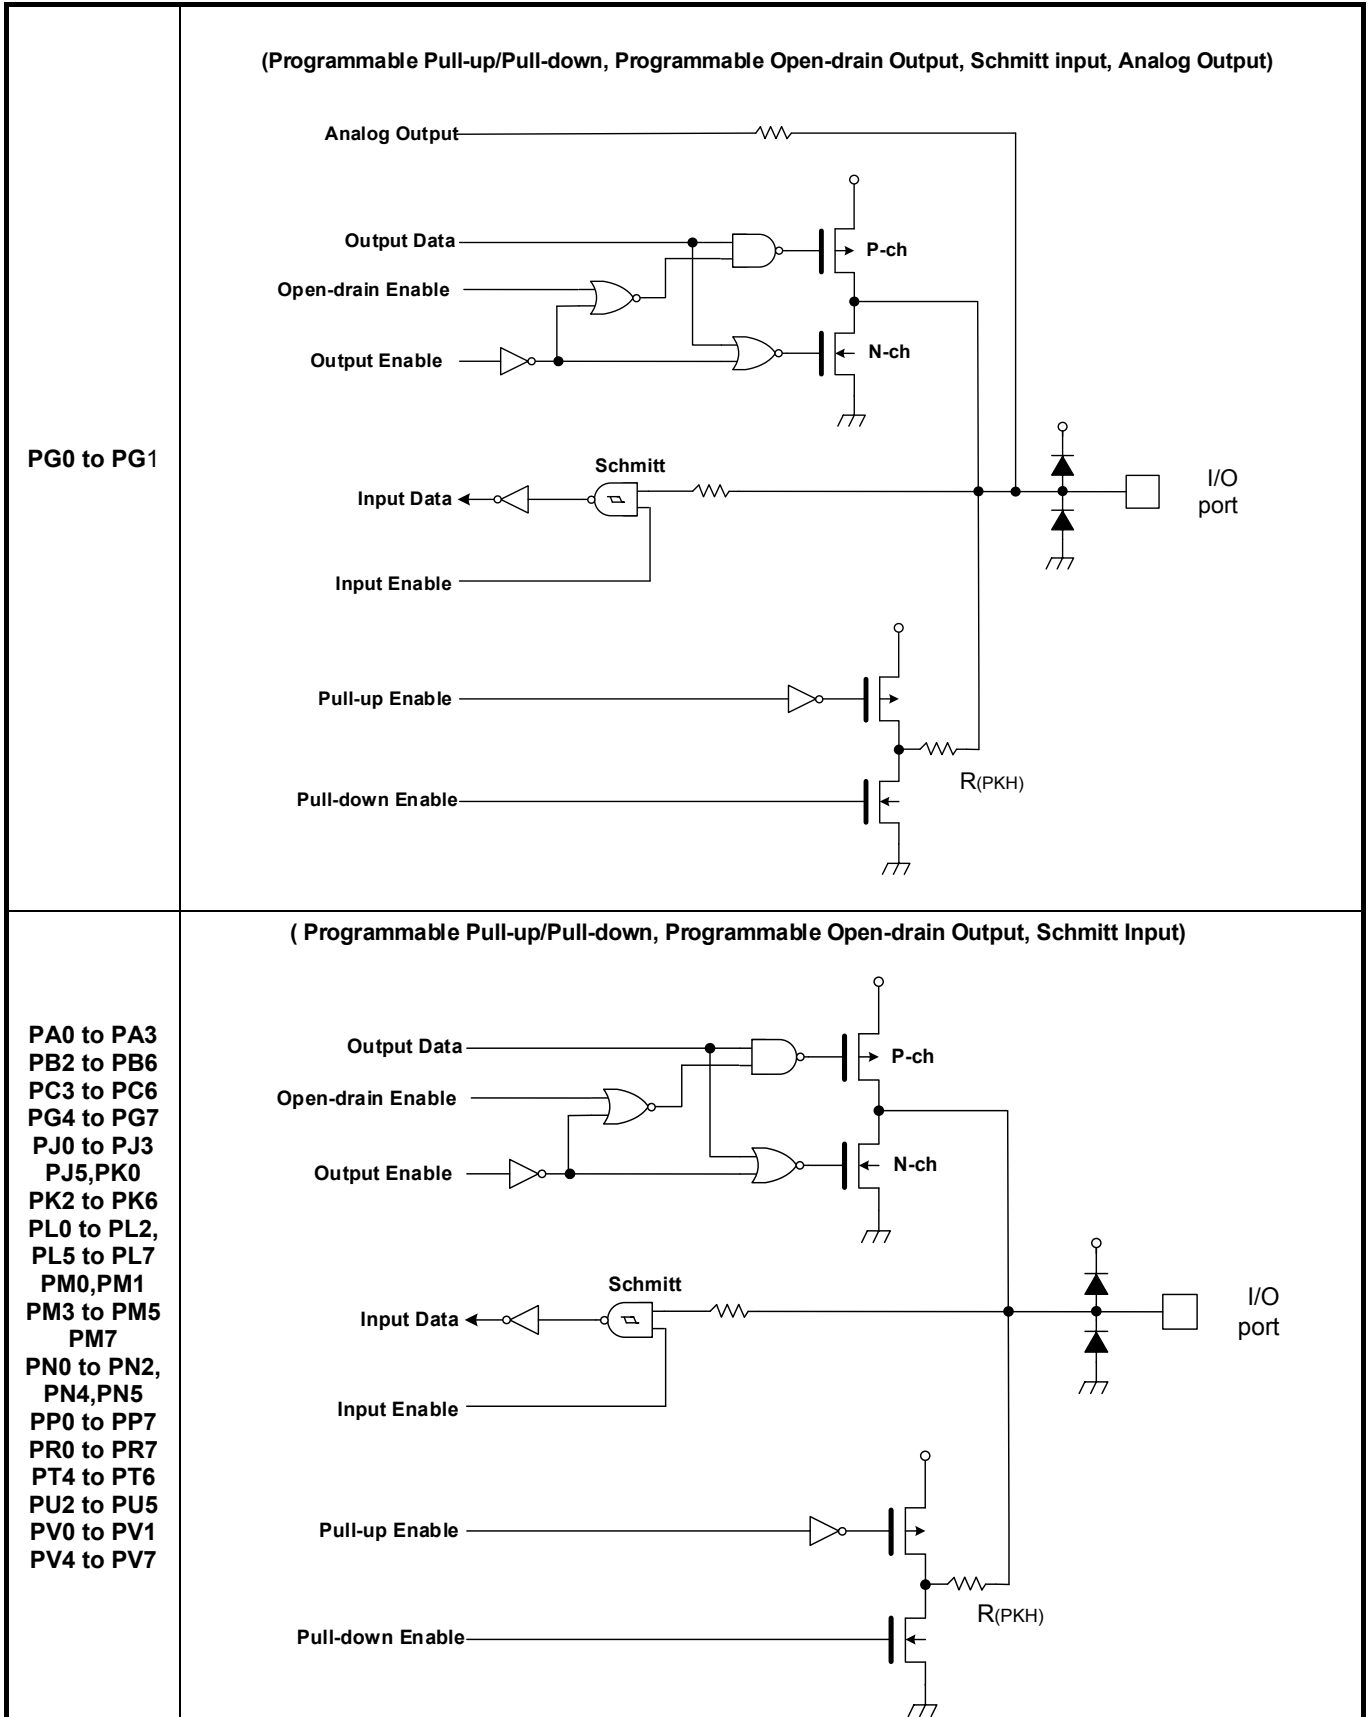 (Programmable Pull-up/Pull-down, Programmable Open-drain Output, Schmitt input, Analog Output)
PG0 to PG1
Analog Output
Output Data
P-ch
Open-drain Enable
Output Enable
N-ch
Schmitt
Input Data
I/O
port
Input Enable
Pull-up Enable
R(PKH)
Pull-down Enable
( Programmable Pull-up/Pull-down, Programmable Open-drain Output, Schmitt Input)
PA0 to PA3
PB2 to PB6
PC3 to PC6
PG4 to PG7
PJ0 to PJ3
PJ5,PK0
PK2 to PK6
PL0 to PL2,
PL5 to PL7
PM0,PM1
PM3 to PM5
PM7
PN0 to PN2,
PN4,PN5
PP0 to PP7
PR0 to PR7
PT4 to PT6
PU2 to PU5
PV0 to PV1
PV4 to PV7
Output Data
P-ch
Open-drain Enable
Output Enable
N-ch
Schmitt
Input Data
I/O
port
Input Enable
Pull-up Enable
R(PKH)
Pull-down Enable